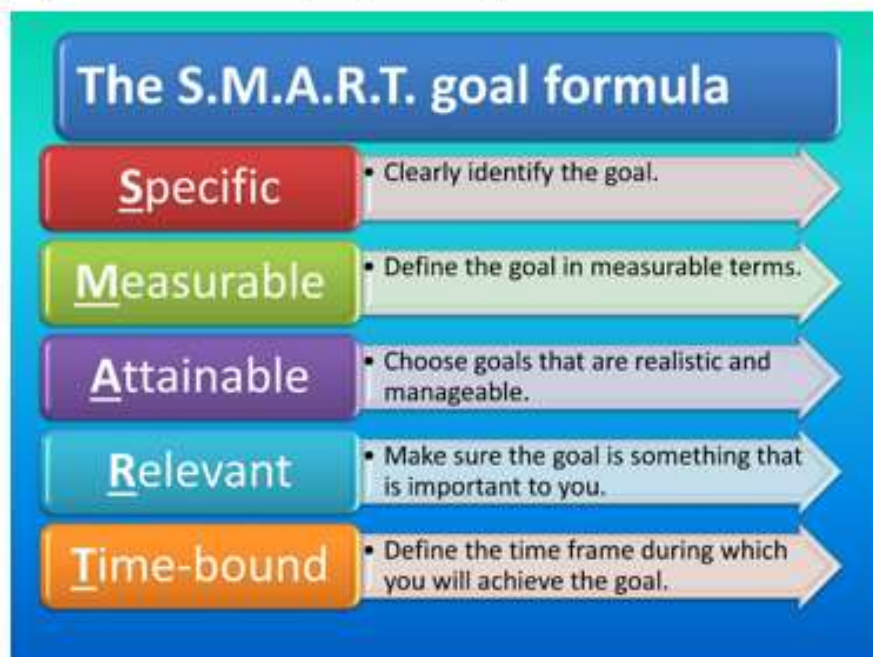 The S.M.A.R.T. goal formula
Specific
• Clearly identify the goal.
Measurable
• Define the goal in measurable terms.
Attainable
• Choose goals that are realistic and
manageable.
Relevant
• Make sure the goal is something that
is important to you.
Time-bound
• Define the time frame during which
you will achieve the goal.